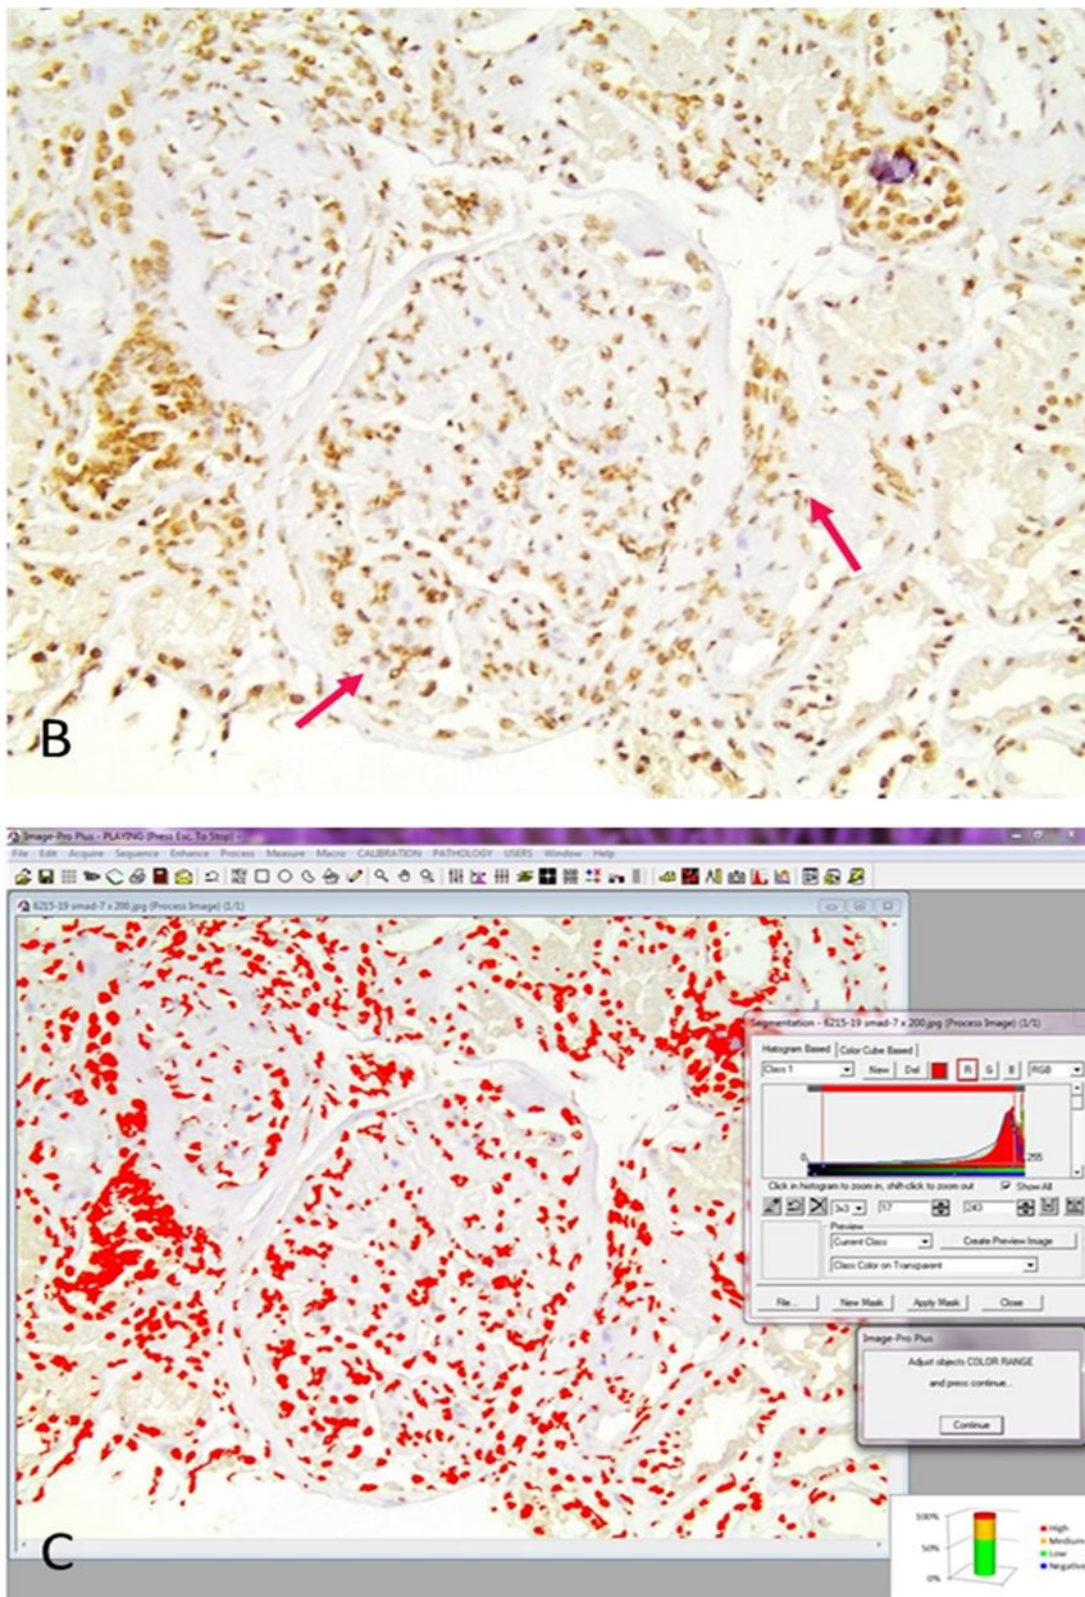 B
Image-Pro Plus - PLAYING (Press Esc. To Stop) -
File Edit Acquire Sequence Enhance Process Measure Macro CALIBRATION PATHOLOGY USERS Window Help
6215-19 smad-7 x 200.jpg (Process Image) (1/1)
Segmentation - 6215-19 smad-7 x 200.jpg (Process Image) (1/1)
Histogram Based Color Cube Based
Class 1 New Del R G B RGB
0 255
Click in histogram to zoom in, shift-click to zoom out Show All
3x3 17 243
Preview
Current Class Create Preview Image
Class Color on Transparent
File... New Mask Apply Mask Close
Image-Pro Plus
Adjust objects COLOR RANGE
and press continue...
Continue
C
100%
50%
0%
High
Medium
Low
Negative